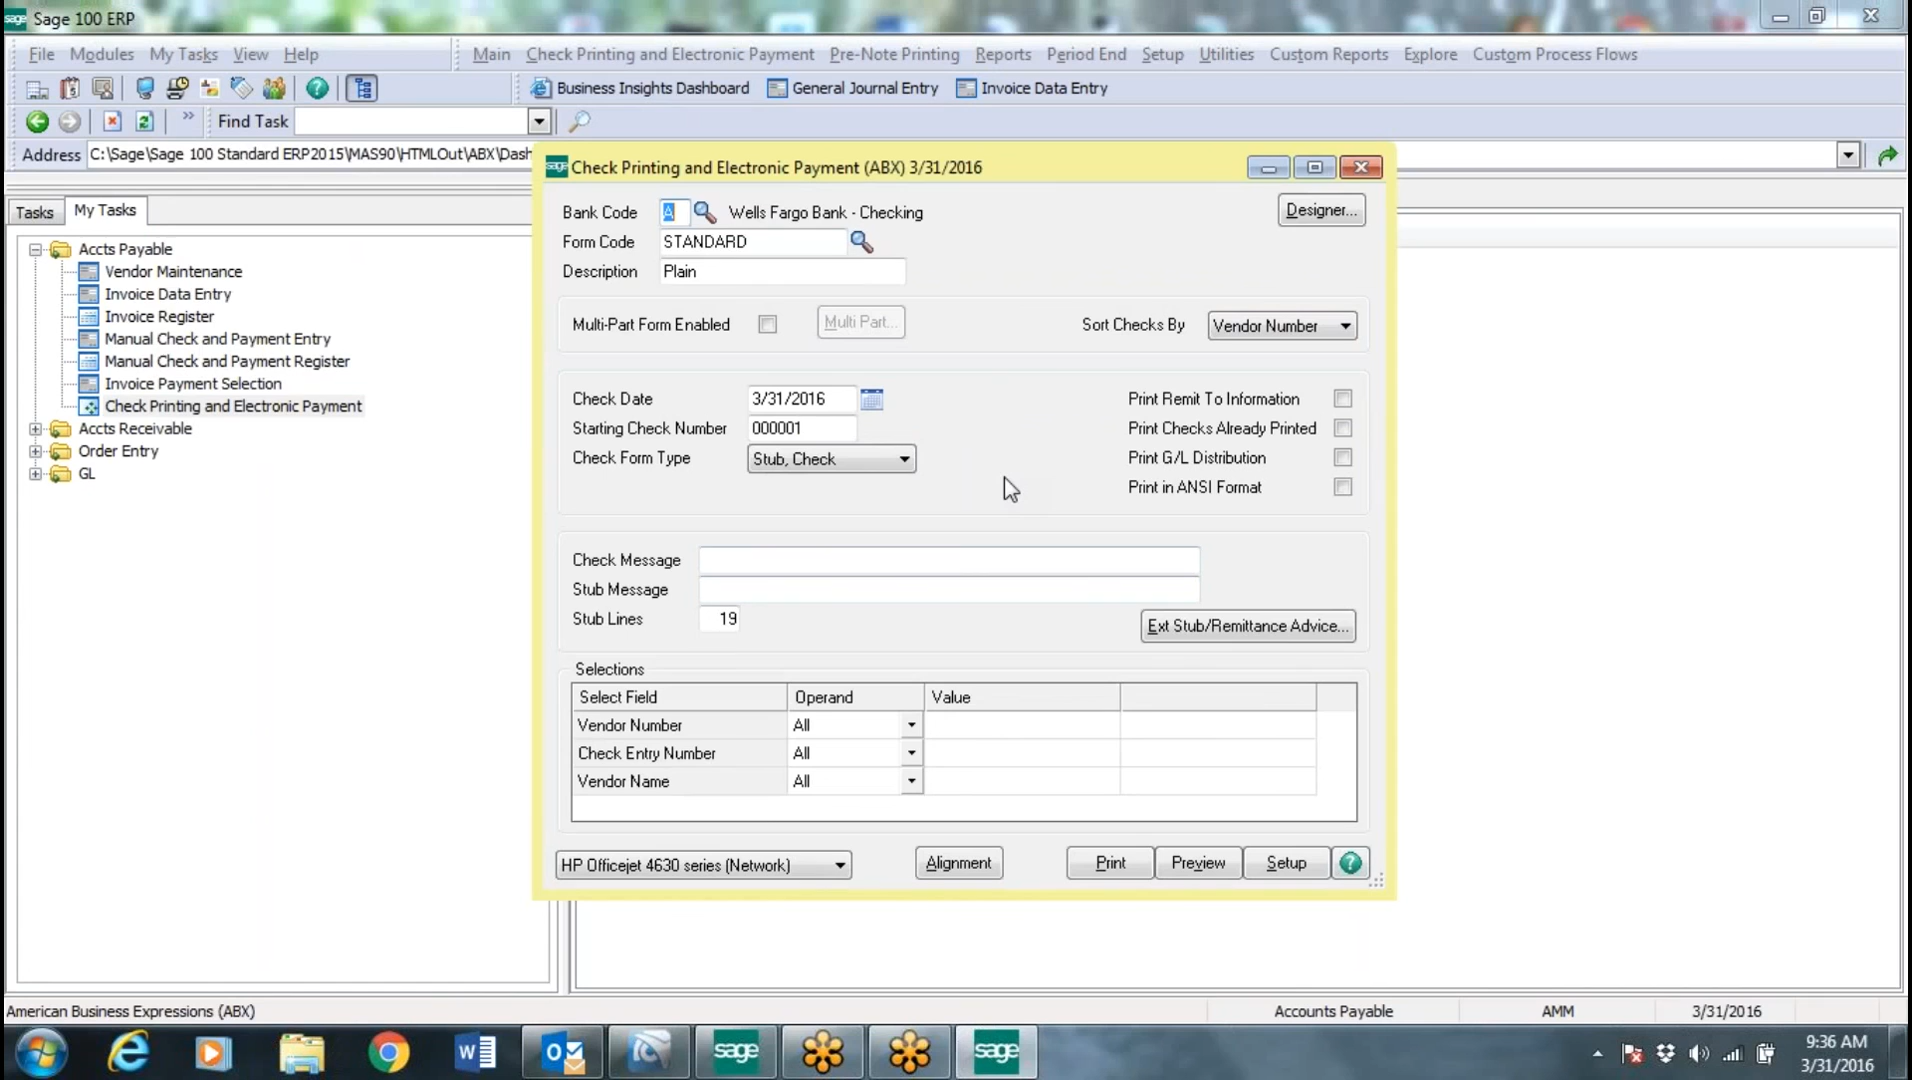 sage Sage 100 ERP
File Modules My Tasks View Help Main Check Printing and Electronic Payment Pre-Note Printing Reports Period End Setup Utilities Custom Reports Explore Custom Process Flows
Business Insights Dashboard General Journal Entry Invoice Data Entry
» Find Task
Address C:\Sage\Sage 100 Standard ERP2015\MAS90\HTMLOut\ABX\Dash
Tasks My Tasks
Accts Payable
Vendor Maintenance
Invoice Data Entry
Invoice Register
Manual Check and Payment Entry
Manual Check and Payment Register
Invoice Payment Selection
Check Printing and Electronic Payment
Accts Receivable
Order Entry
GL
sage Check Printing and Electronic Payment (ABX) 3/31/2016
Bank Code A Wells Fargo Bank - Checking Designer...
Form Code STANDARD
Description Plain
Multi-Part Form Enabled Multi Part... Sort Checks By Vendor Number
Check Date 3/31/2016 Print Remit To Information
Starting Check Number 000001 Print Checks Already Printed
Check Form Type Stub, Check Print G/L Distribution
Print in ANSI Format
Check Message
Stub Message
Stub Lines 19 Ext Stub/Remittance Advice...
Selections
Select Field Operand Value
Vendor Number All
Check Entry Number All
Vendor Name All
HP Officejet 4630 series (Network) Alignment Print Preview Setup
American Business Expressions (ABX) Accounts Payable AMM 3/31/2016
sage sage 9:36 AM
3/31/2016